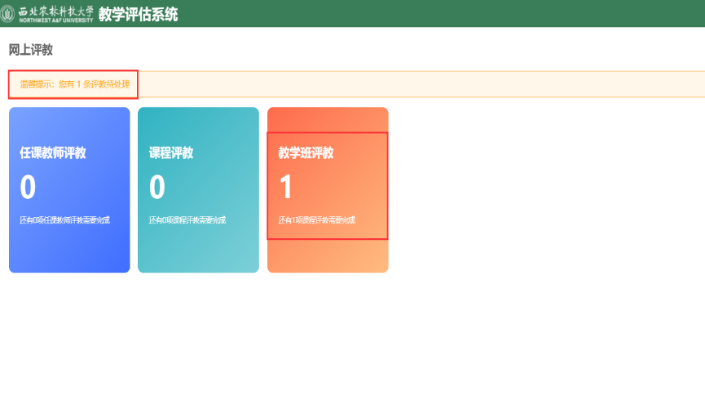 西北农林科技大学
NORTHWEST A&F UNIVERSITY
教学评估系统
网上评教
温馨提示：您有 1 条评教待处理
任课教师评教
0
还有0项任课教师评教需要完成
课程评教
0
还有0项课程评教需要完成
教学班评教
1
还有1项课程评教需要完成